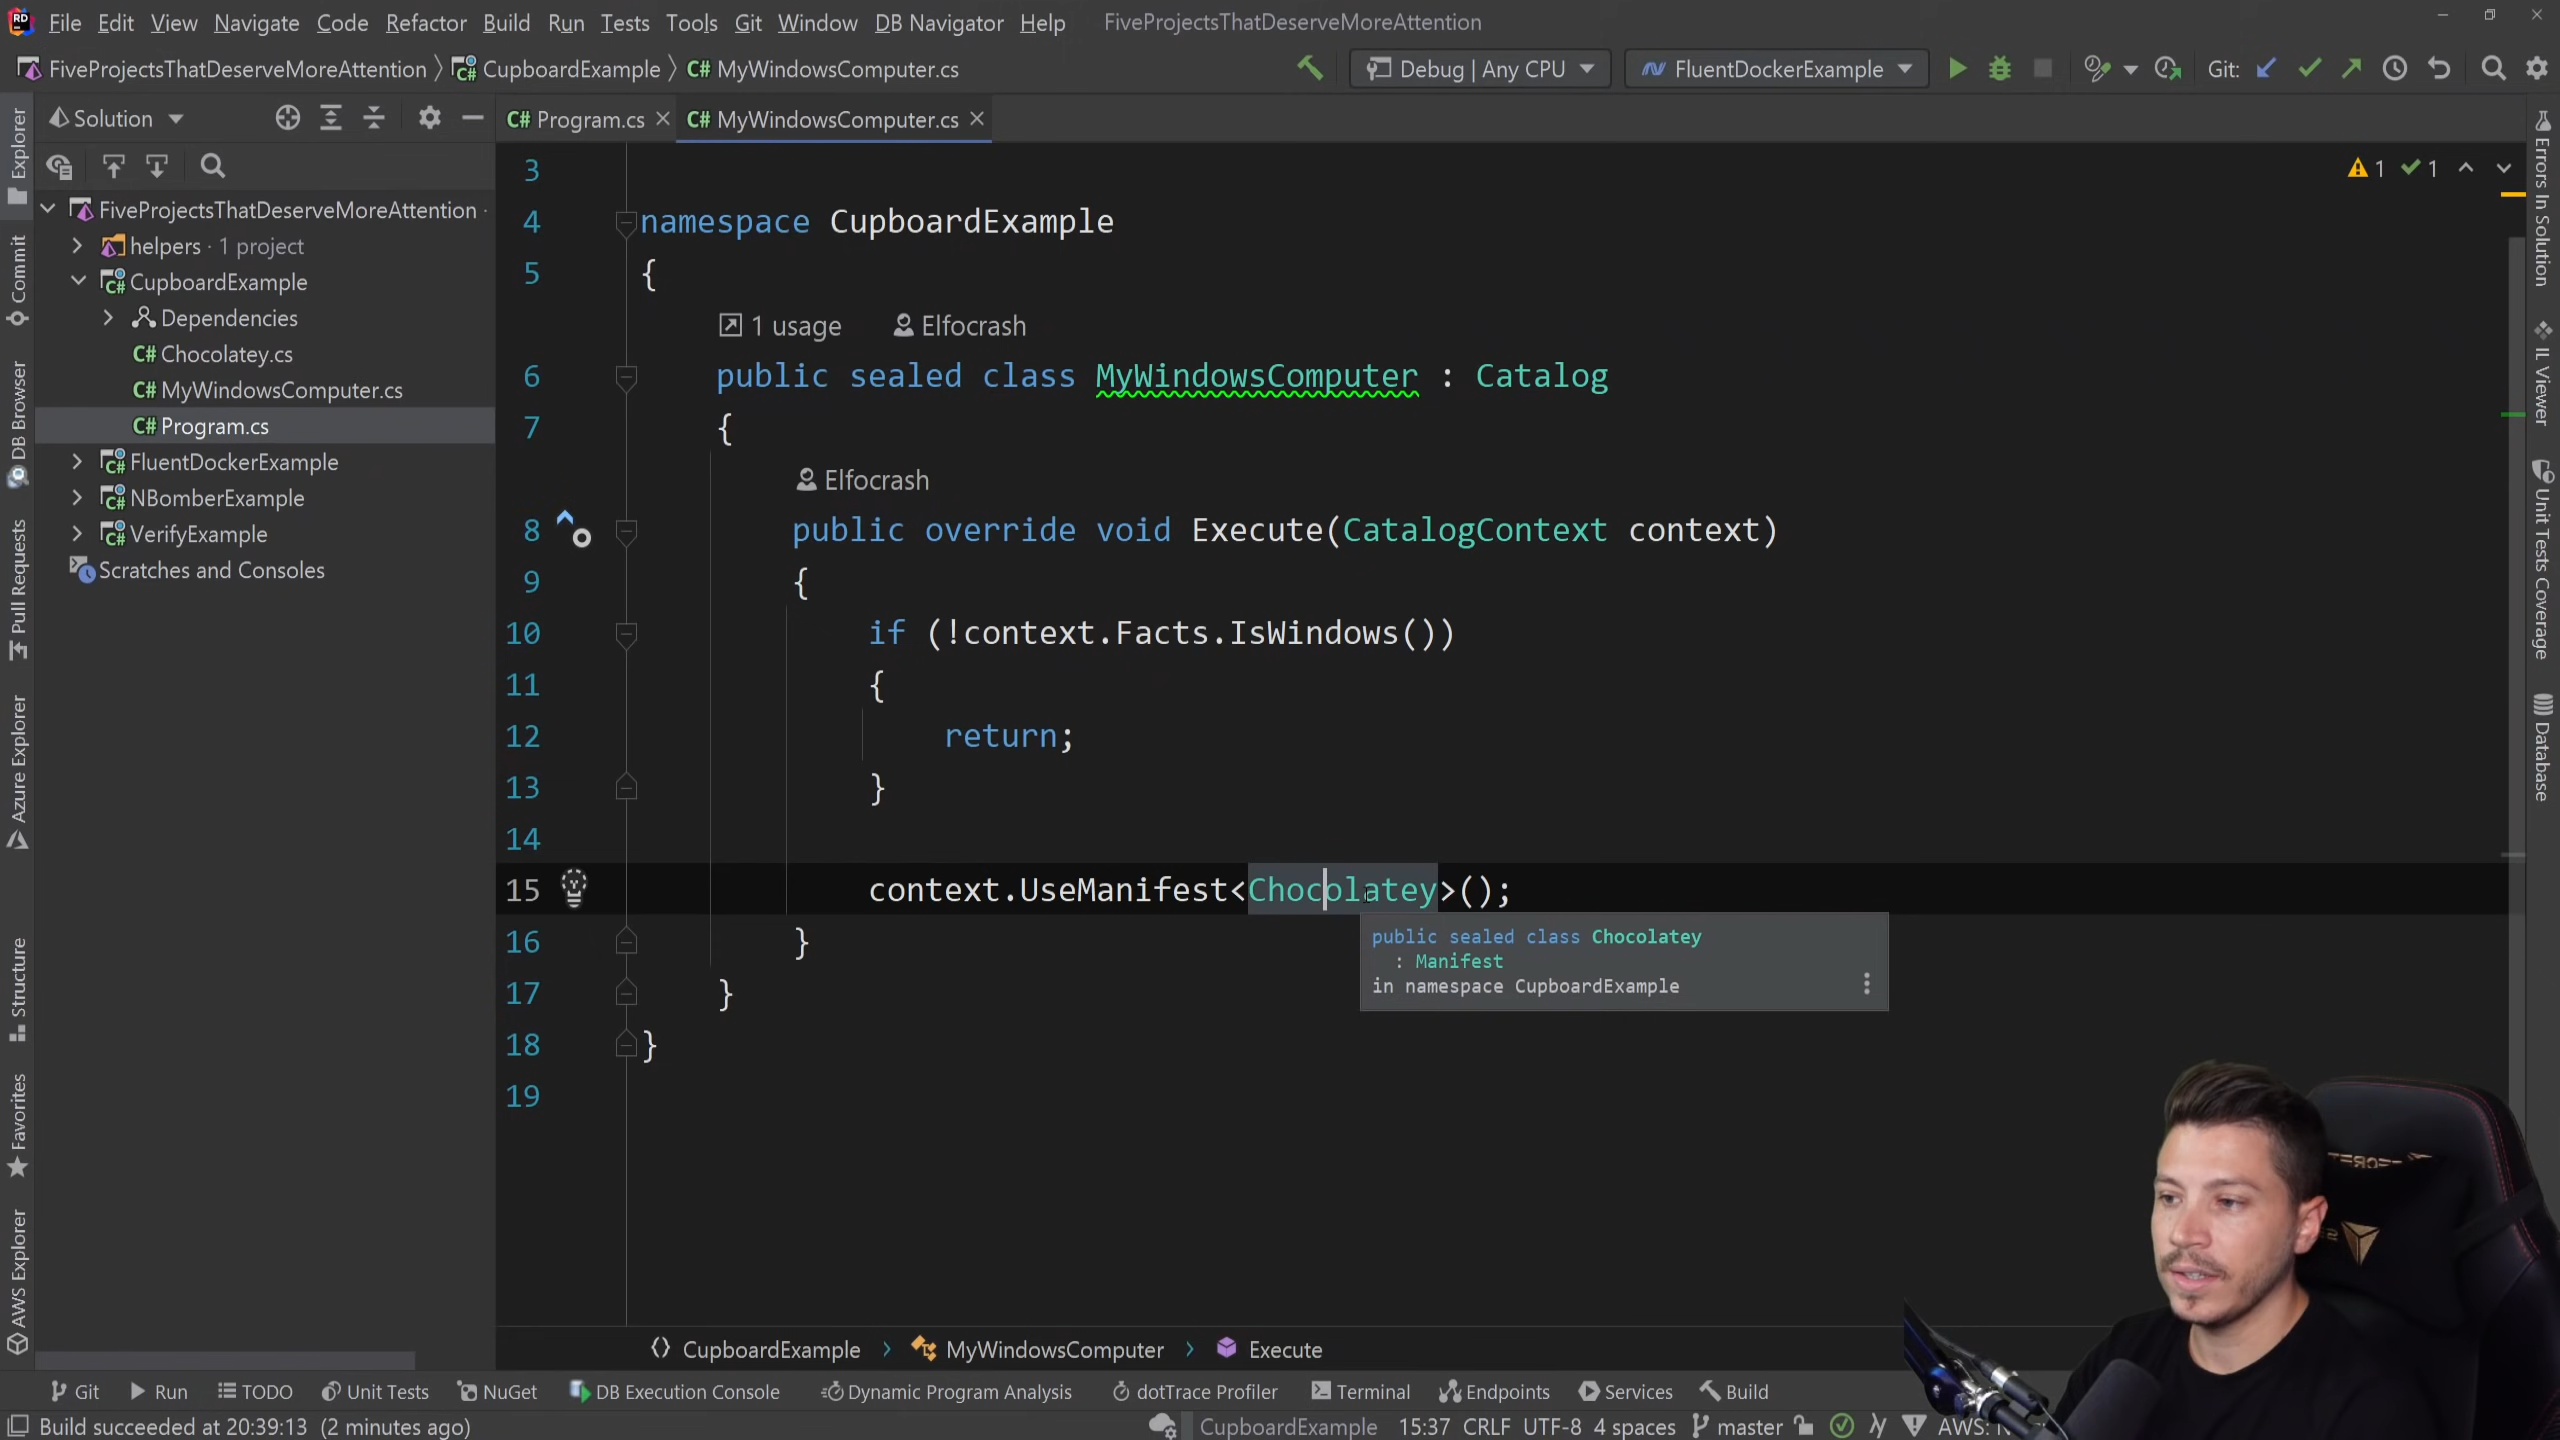 File Edit View Navigate Code Refactor Build Run Tests Tools Git Window DB Navigator Help FiveProjectsThatDeserveMoreAttention
FiveProjectsThatDeserveMoreAttention CupboardExample C# MyWindowsComputer.cs Debug | Any CPU FluentDockerExample Git:
Solution
C# Program.cs C# MyWindowsComputer.cs
FiveProjectsThatDeserveMoreAttention ·
helpers · 1 project
CupboardExample
Dependencies
C# Chocolatey.cs
C# MyWindowsComputer.cs
C# Program.cs
FluentDockerExample
NBomberExample
VerifyExample
Scratches and Consoles
Explorer
Commit
DB Browser
Pull Requests
Azure Explorer
Structure
Favorites
AWS Explorer
3
4 namespace CupboardExample
5 {
1 usage Elfocrash
6 public sealed class MyWindowsComputer : Catalog
7 {
Elfocrash
8 public override void Execute(CatalogContext context)
9 {
10 if (!context.Facts.IsWindows())
11 {
12 return;
13 }
14
15 context.UseManifest<Chocolatey>();
16 }
17 }
18 }
19
public sealed class Chocolatey
: Manifest
in namespace CupboardExample
1 1
Errors In Solution
IL Viewer
Unit Tests Coverage
Database
CupboardExample MyWindowsComputer Execute
Git Run TODO Unit Tests NuGet DB Execution Console Dynamic Program Analysis dotTrace Profiler Terminal Endpoints Services Build
Build succeeded at 20:39:13 (2 minutes ago) CupboardExample 15:37 CRLF UTF-8 4 spaces master AWS: